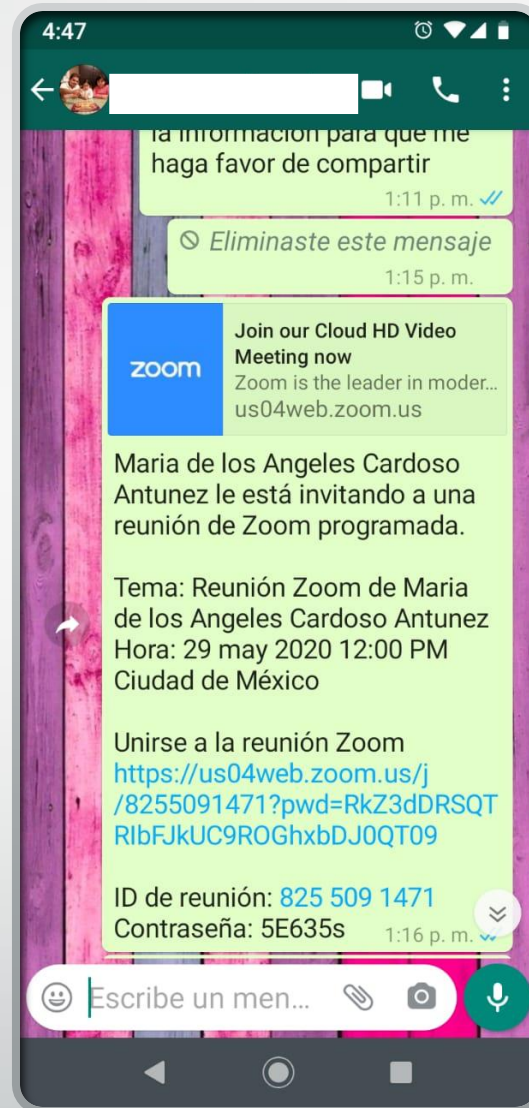 4:47
la información para que me
haga favor de compartir
1:11 p. m.
Eliminaste este mensaje
1:15 p. m.
zoom
Join our Cloud HD Video
Meeting now
Zoom is the leader in moder...
us04web.zoom.us
Maria de los Angeles Cardoso
Antunez le está invitando a una
reunión de Zoom programada.
Tema: Reunión Zoom de Maria
de los Angeles Cardoso Antunez
Hora: 29 may 2020 12:00 PM
Ciudad de México
Unirse a la reunión Zoom
https://us04web.zoom.us/j
/8255091471?pwd=RkZ3dDRSQT
RIbFJkUC9ROGhxbDJ0QT09
ID de reunión: 825 509 1471
Contraseña: 5E635s
1:16 p. m.
Escribe un men...